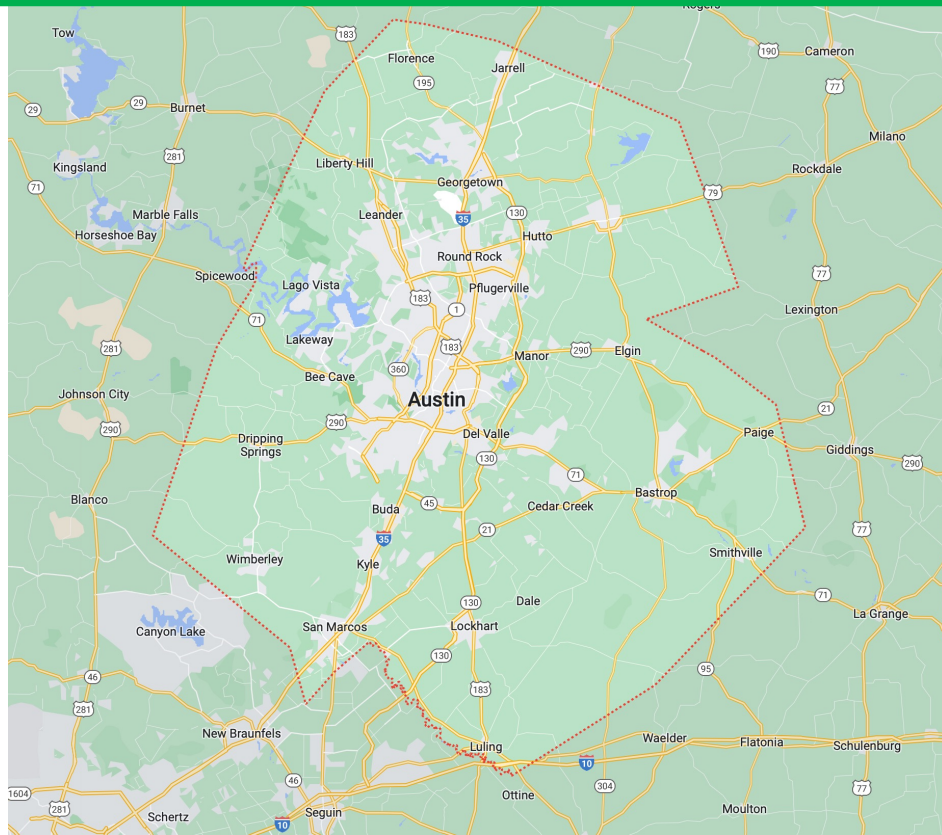 Rogers
Tow
183
Florence
190
Cameron
Jarrell
195
77
29
29
Burnet
Milano
281
Liberty Hill
Kingsland
Rockdale
Georgetown
71
79
Marble Falls
Leander
35
130
Horseshoe Bay
Hutto
Round Rock
Spicewood
Lago Vista
77
Pflugerville
183
1
Lexington
71
Lakeway
281
183
Manor
290
Elgin
360
Bee Cave
Johnson City
Austin
21
290
290
Del Valle
Paige
Dripping
Springs
Giddings
130
290
71
Blanco
Bastrop
45
Cedar Creek
Buda
21
77
35
Smithville
Wimberley
Kyle
71
130
Dale
La Grange
Canyon Lake
San Marcos
Lockhart
130
95
46
183
281
New Braunfels
Luling
Waelder
Flatonia
Schulenburg
10
46
304
77
1604
Ottine
281
Schertz
Seguin
Moulton
10